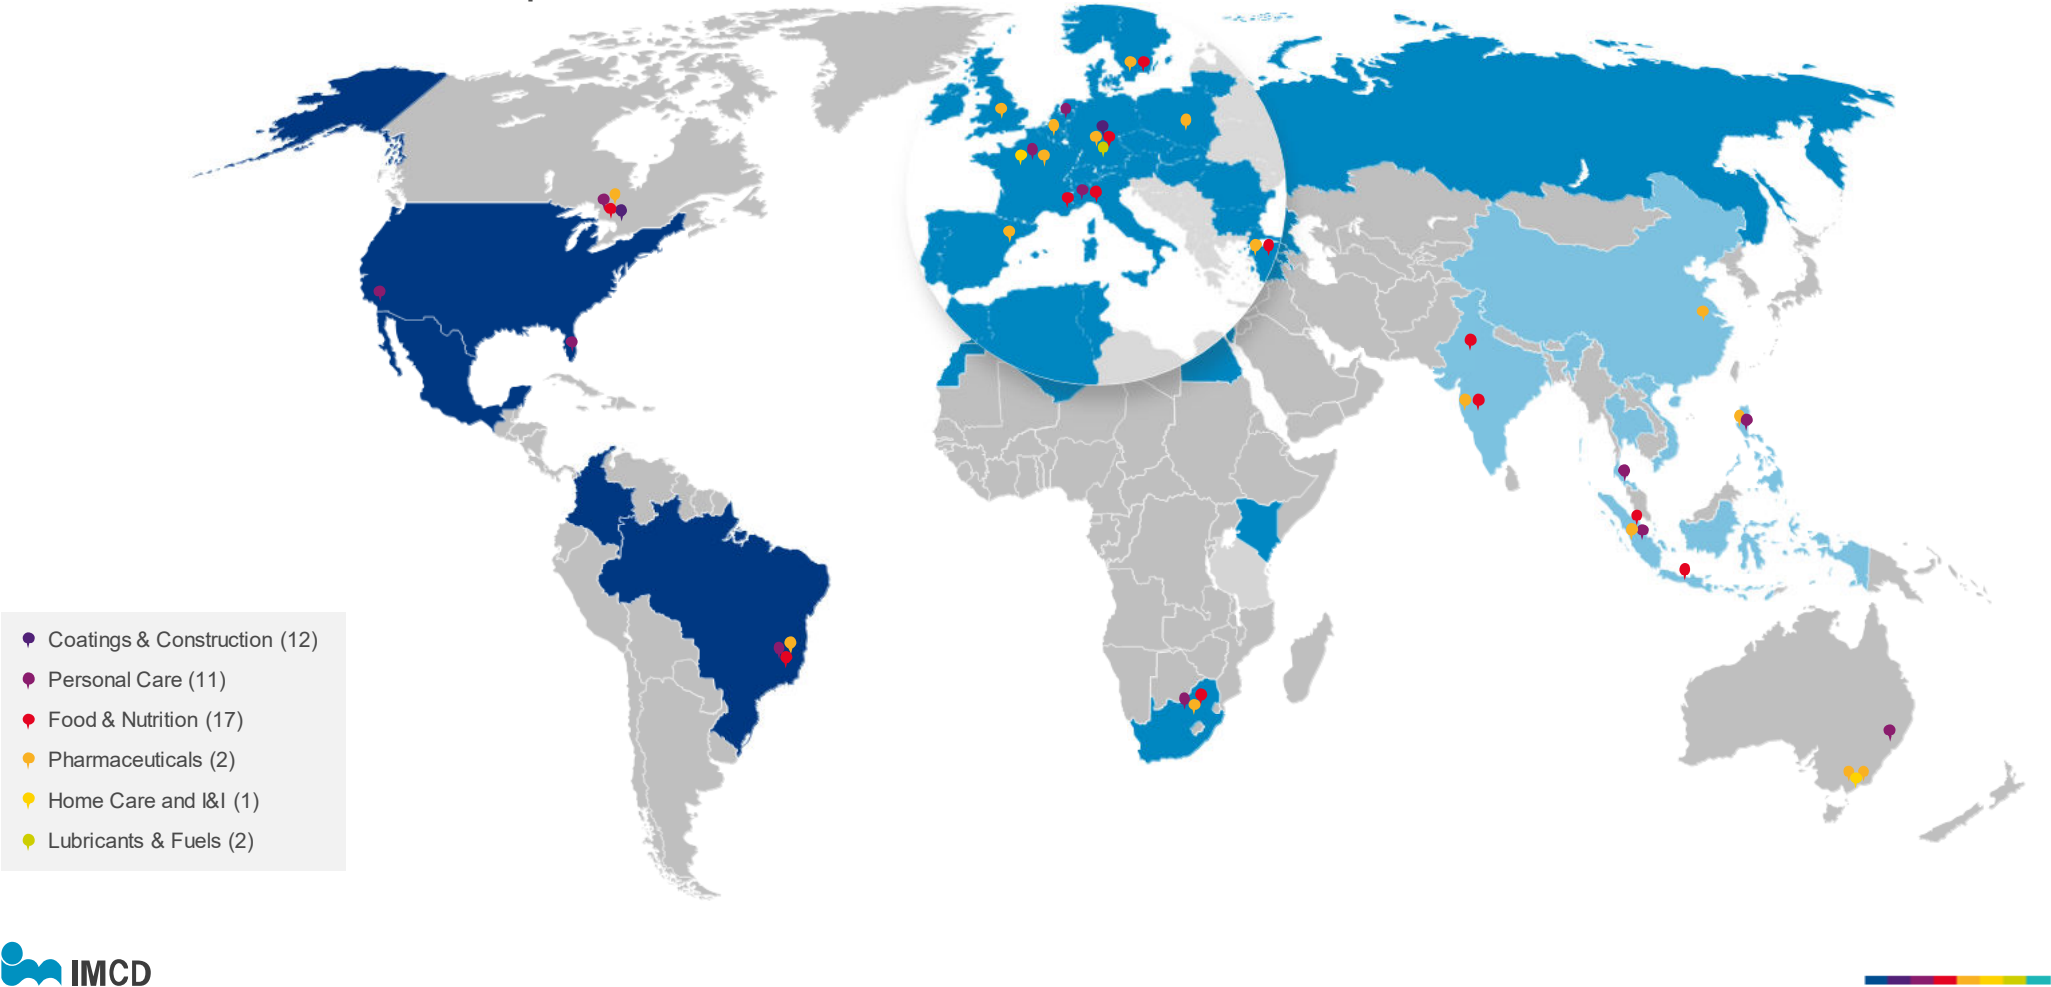 Coatings & Construction (12)
Personal Care (11)
Food & Nutrition (17)
Pharmaceuticals (2)
Home Care and I&I (1)
Lubricants & Fuels (2)
IMCD